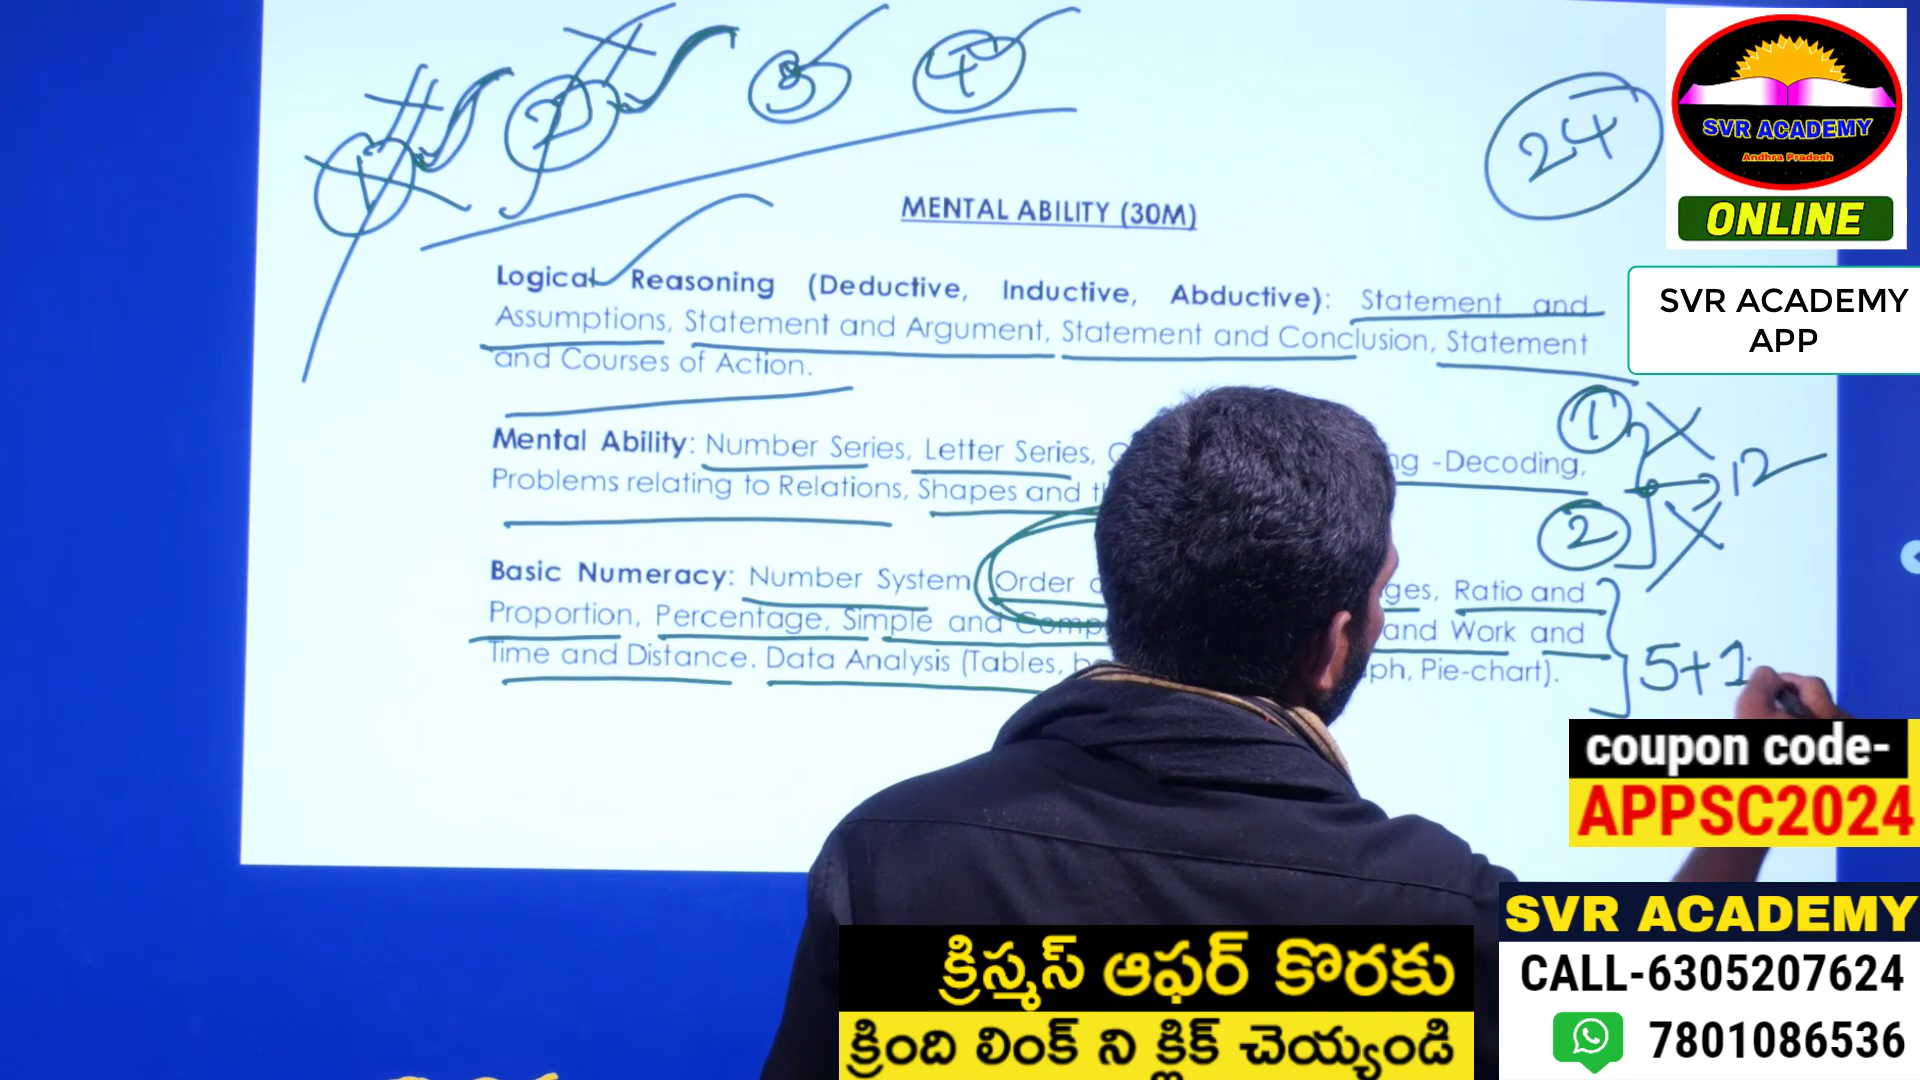 1 2 3 4
24
MENTAL ABILITY (30M)
Logical Reasoning (Deductive, Inductive, Abductive): Statement and
Assumptions, Statement and Argument, Statement and Conclusion, Statement
and Courses of Action.
Mental Ability: Number Series, Letter Series, -Decoding,
Problems relating to Relations, Shapes and
Basic Numeracy: Number System, Order Ratio and
Proportion, Percentage, Simple and and Work and
Time and Distance. Data Analysis (Tables, Pie-chart).
1
12
2
5+1
SVR ACADEMY
Andhra Pradesh
ONLINE
SVR ACADEMY
APP
coupon code-
APPSC2024
SVR ACADEMY
CALL-6305207624
7801086536
క్రిస్మస్ ఆఫర్ కొరకు
క్రింది లింక్ ని క్లిక్ చెయ్యండి